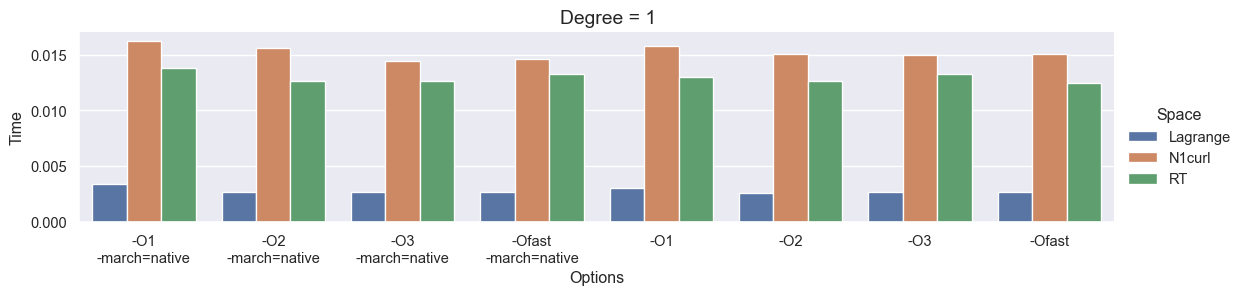 Degree = 1
0.015
0.010
0.005
0.000
Time
-O1
-march=native
-O2
-march=native
-O3
-march=native
-Ofast
-march=native
-O1
-O2
-O3
-Ofast
Options
Space
Lagrange
N1curl
RT